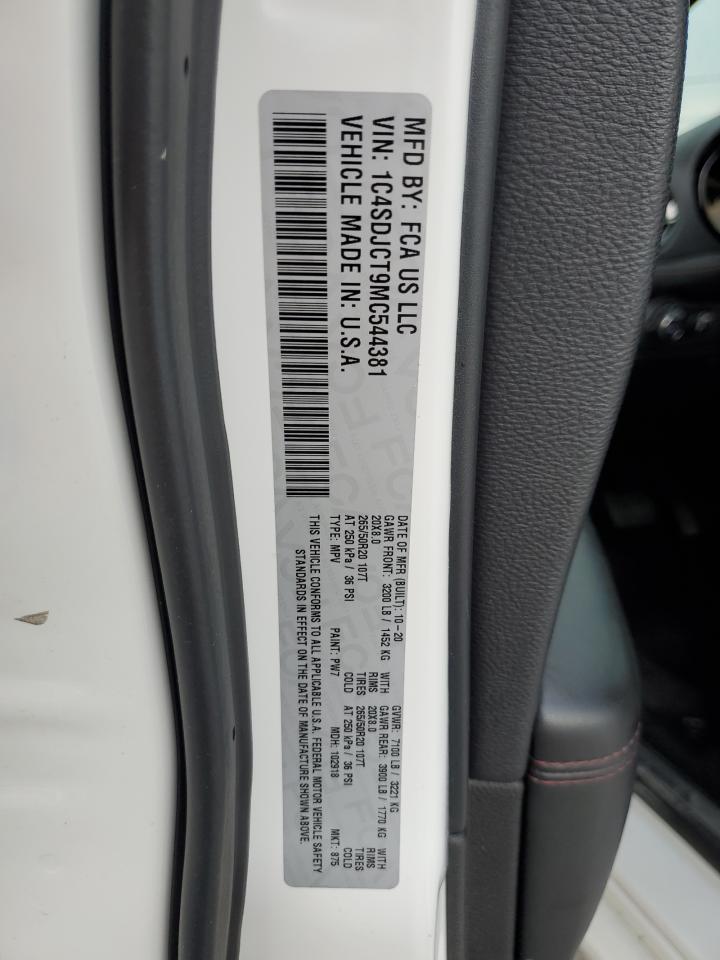 MFD BY: FCA US LLC
VIN: 1C4SDJCT9MC544381
VEHICLE MADE IN: U.S.A.
DATE OF MFR (BUILT): 10-20 GVWR: 7100 LB / 3221 KG
GAWR FRONT: 3200 LB / 1452 KG WITH GAWR REAR: 3900 LB / 1770 KG WITH
20X8.0 RIMS 20X8.0 RIMS
265/50R20 107T TIRES 265/50R20 107T TIRES
AT 250 kPa / 36 PSI COLD AT 250 kPa / 36 PSI COLD
TYPE: MPV PAINT: PW7 MDH: 102918 MKT: 875
THIS VEHICLE CONFORMS TO ALL APPLICABLE U.S.A. FEDERAL MOTOR VEHICLE SAFETY
STANDARDS IN EFFECT ON THE DATE OF MANUFACTURE SHOWN ABOVE.